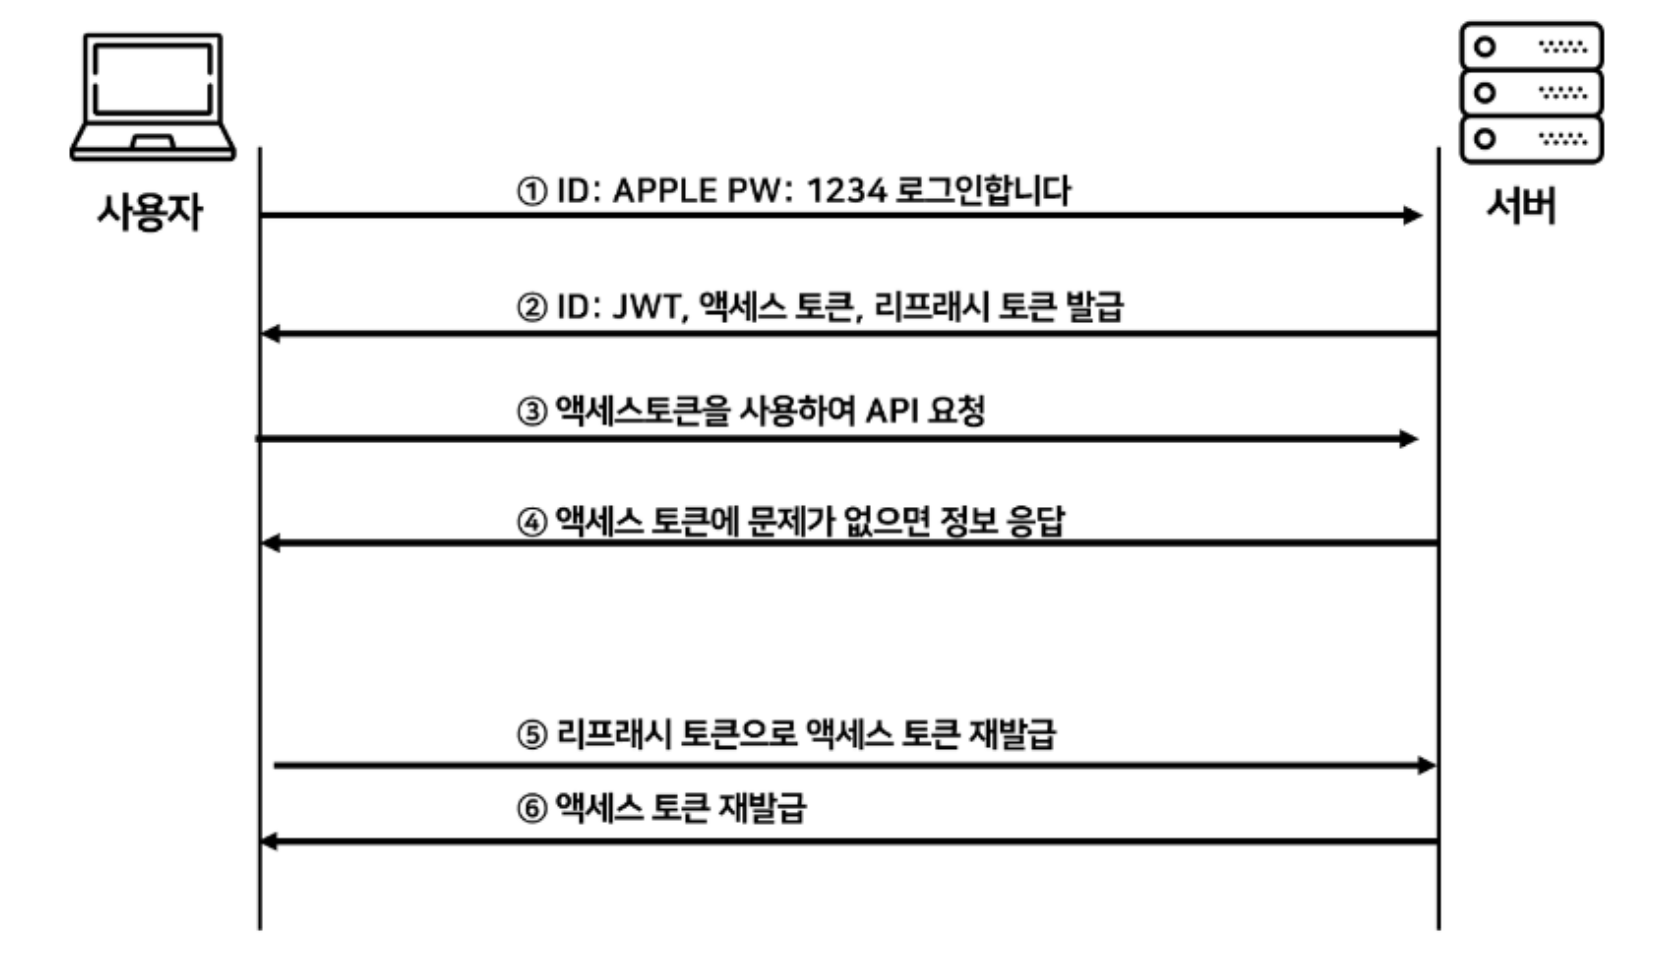 사용자
서버
① ID: APPLE PW: 1234 로그인합니다
② ID: JWT, 액세스 토큰, 리프래시 토큰 발급
③ 액세스토큰을 사용하여 API 요청
④ 액세스 토큰에 문제가 없으면 정보 응답
⑤ 리프래시 토큰으로 액세스 토큰 재발급
⑥ 액세스 토큰 재발급